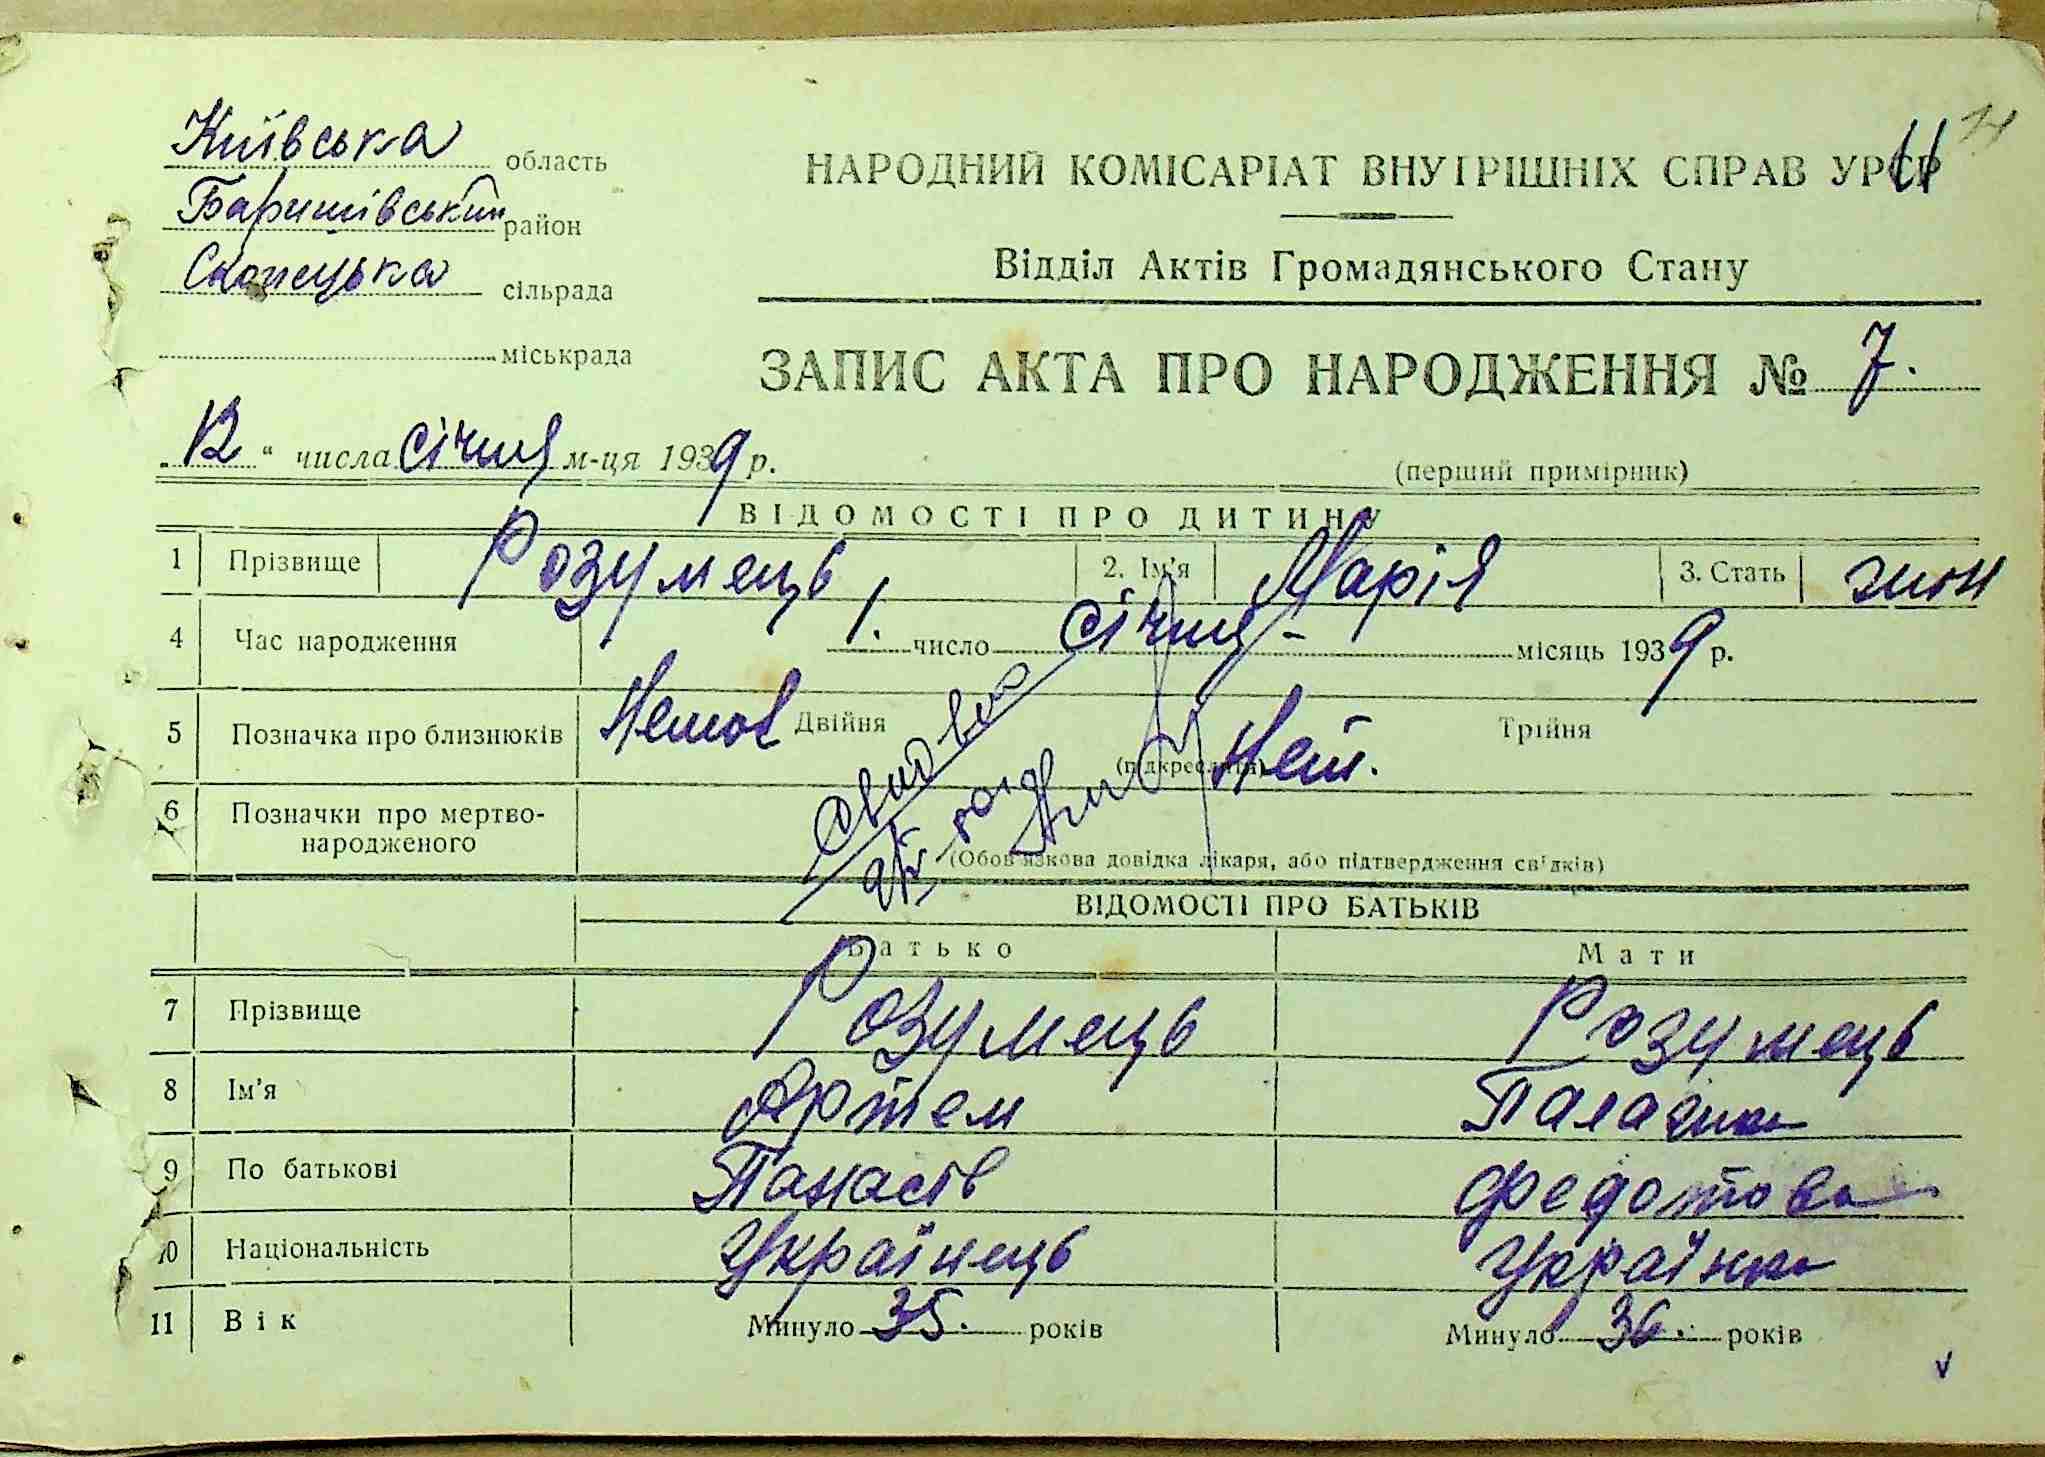 Київська область
Баришівський район
Скопецька сільрада
міськрада
НАРОДНИЙ КОМІСАРІАТ ВНУТРІШНІХ СПРАВ УРСР
11
Відділ Актів Громадянського Стану
ЗАПИС АКТА ПРО НАРОДЖЕННЯ № 7.
„12“ числа січня м-ця 1939 р.
(перший примірник)
ВІДОМОСТІ ПРО ДИТИНУ
1 Прізвище Розумець 2. Ім'я Марія 3. Стать жін
4 Час народження 1. число січня - місяць 1939 р.
5 Позначка про близнюків Двійня Нет. Трійня
(підкреслити)
6 Позначки про мертвонародженого
(Обов'язкова довідка лікаря, або підтвердження свідків)
ВІДОМОСТІ ПРО БАТЬКІВ
Батько Мати
7 Прізвище Розумець Розумець
8 Ім'я Артем Палажка
9 По батькові Панасів Федотова
10 Національність Українець Українка
11 Вік Минуло 35. років Минуло 36. років